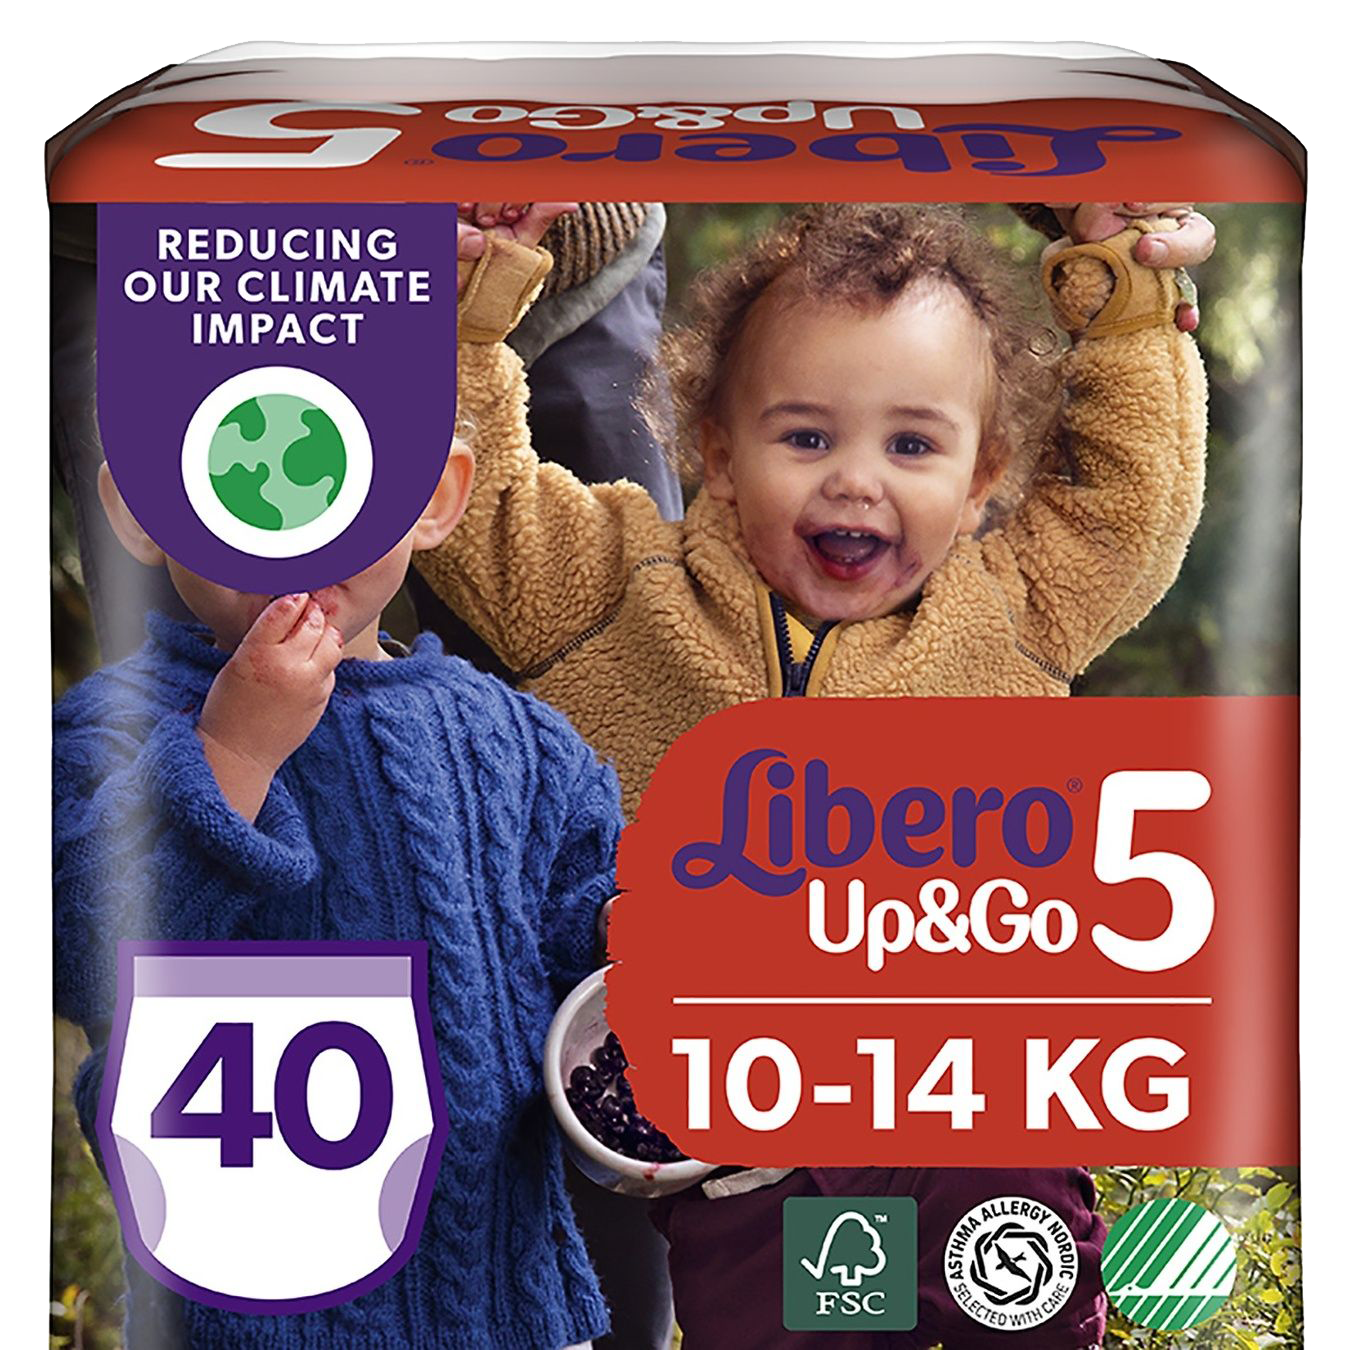 Libero®
Up&Go
5
REDUCING
OUR CLIMATE
IMPACT
Libero®
Up&Go
5
10-14 KG
40
™
FSC
ASTHMA ALLERGY NORDIC
SELECTED WITH CARE